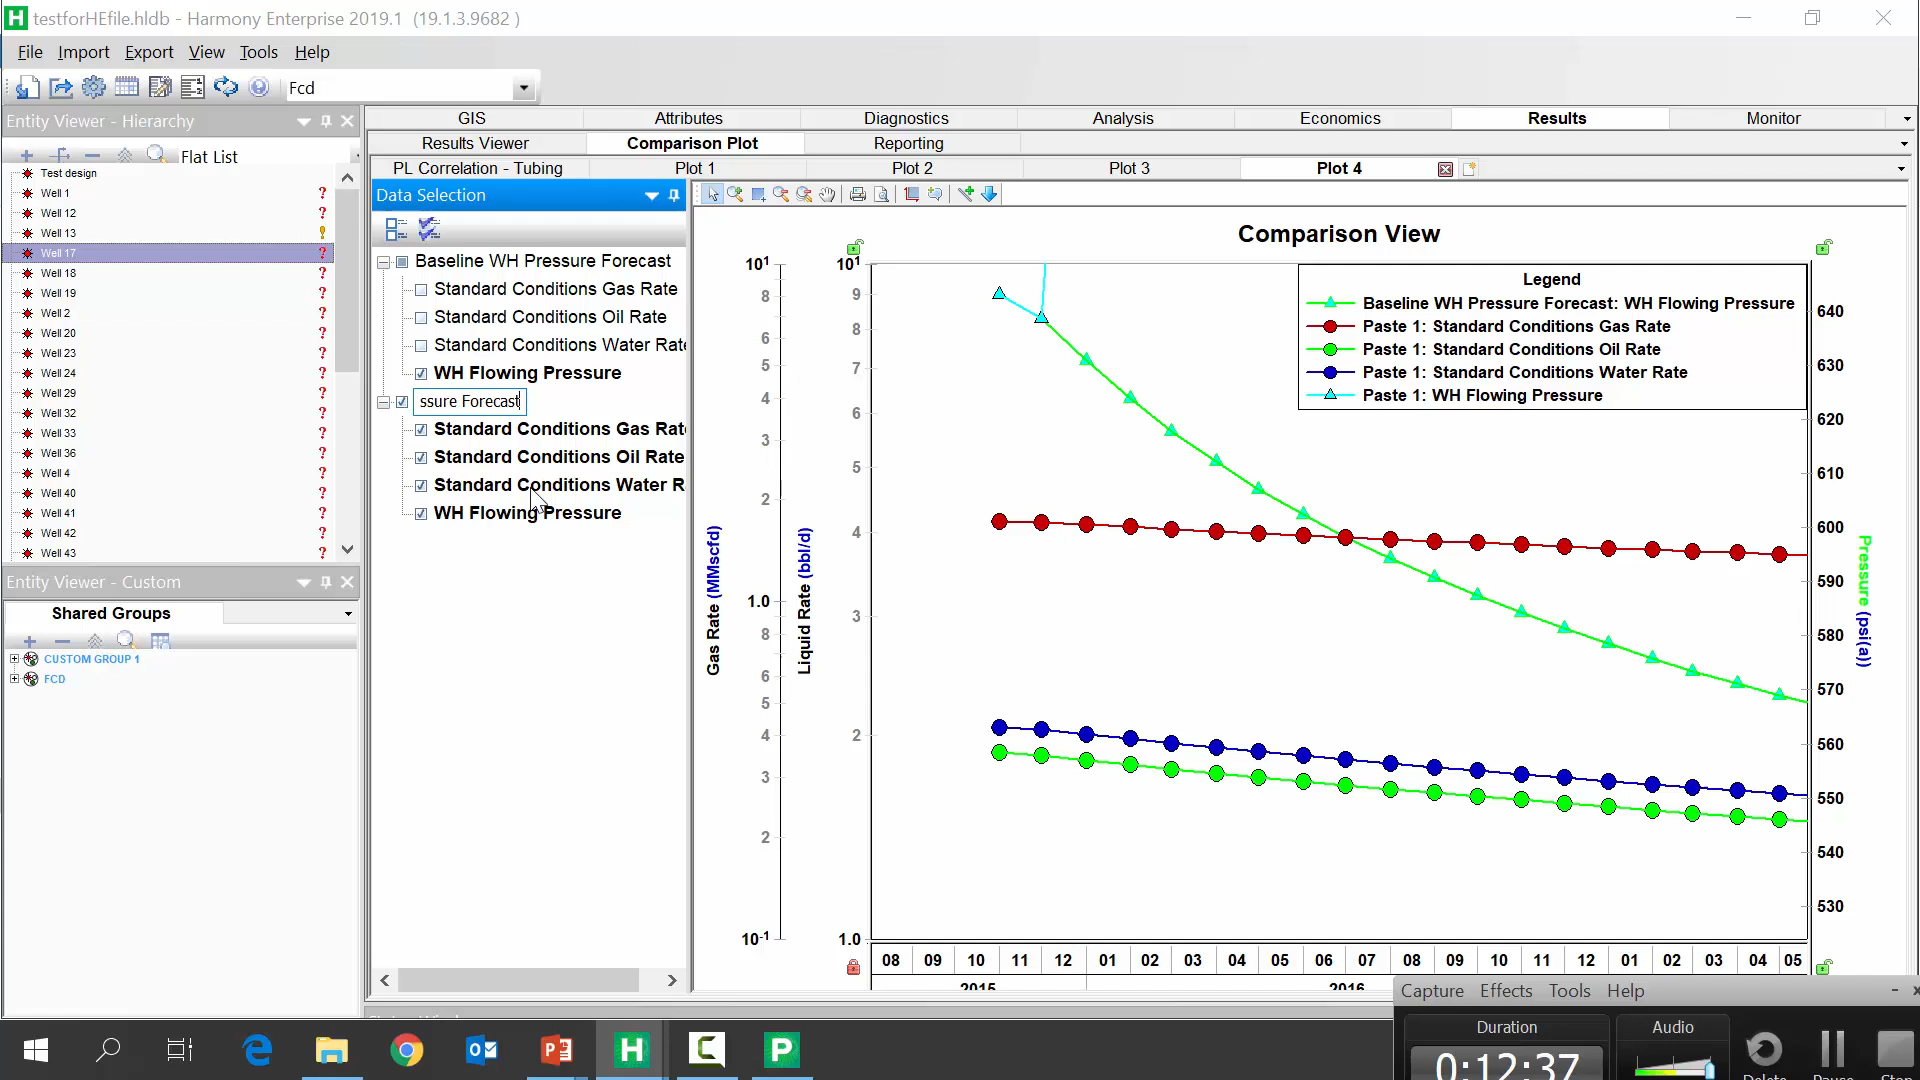 testforHEfile.hldb - Harmony Enterprise 2019.1 (19.1.3.9682 )
File Import Export View Tools Help
Fcd
Entity Viewer - Hierarchy
Flat List
Test design
Well 1
Well 12
Well 13
Well 17
Well 18
Well 19
Well 2
Well 20
Well 23
Well 24
Well 29
Well 32
Well 33
Well 36
Well 4
Well 40
Well 41
Well 42
Well 43
Entity Viewer - Custom
Shared Groups
CUSTOM GROUP 1
FCD
GIS Attributes Diagnostics Analysis Economics Results Monitor
Results Viewer Comparison Plot Reporting
PL Correlation - Tubing Plot 1 Plot 2 Plot 3 Plot 4
Data Selection
Baseline WH Pressure Forecast
Standard Conditions Gas Rate
Standard Conditions Oil Rate
Standard Conditions Water Rate
WH Flowing Pressure
ssure Forecast
Standard Conditions Gas Rate
Standard Conditions Oil Rate
Standard Conditions Water R
WH Flowing Pressure
Comparison View
Legend
Baseline WH Pressure Forecast: WH Flowing Pressure
Paste 1: Standard Conditions Gas Rate
Paste 1: Standard Conditions Oil Rate
Paste 1: Standard Conditions Water Rate
Paste 1: WH Flowing Pressure
Gas Rate (MMscfd)
10¹
8
6
5
4
3
2
1.0
8
6
5
4
3
2
10⁻¹
Liquid Rate (bbl/d)
10¹
9
8
7
6
5
4
3
2
1.0
640
630
620
610
600
590
580
570
560
550
540
530
Pressure (psi(a))
08 09 10 11 12 01 02 03 04 05 06 07 08 09 10 11 12 01 02 03 04 05
2015 2016
Capture Effects Tools Help
Duration
0:12:37
Audio
Delete Pause Stop